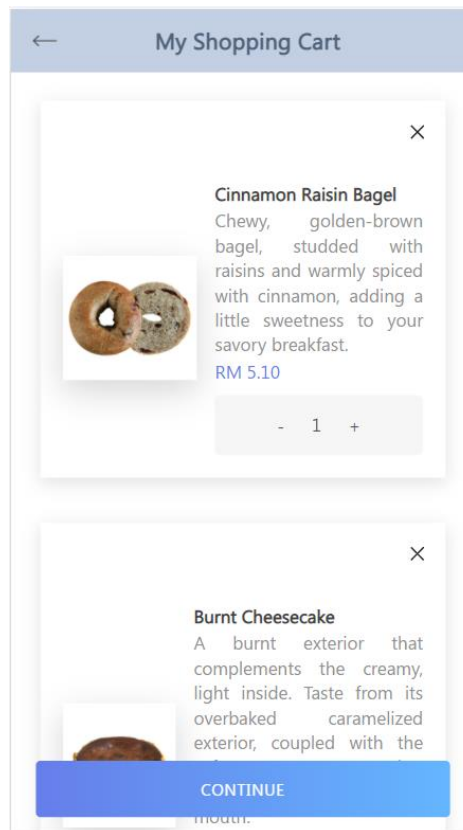 My Shopping Cart
Cinnamon Raisin Bagel
Chewy, golden-brown
bagel, studded with
raisins and warmly spiced
with cinnamon, adding a
little sweetness to your
savory breakfast.
RM 5.10
- 1 +
Burnt Cheesecake
A burnt exterior that
complements the creamy,
light inside. Taste from its
overbaked caramelized
exterior, coupled with the
CONTINUE
mouth.